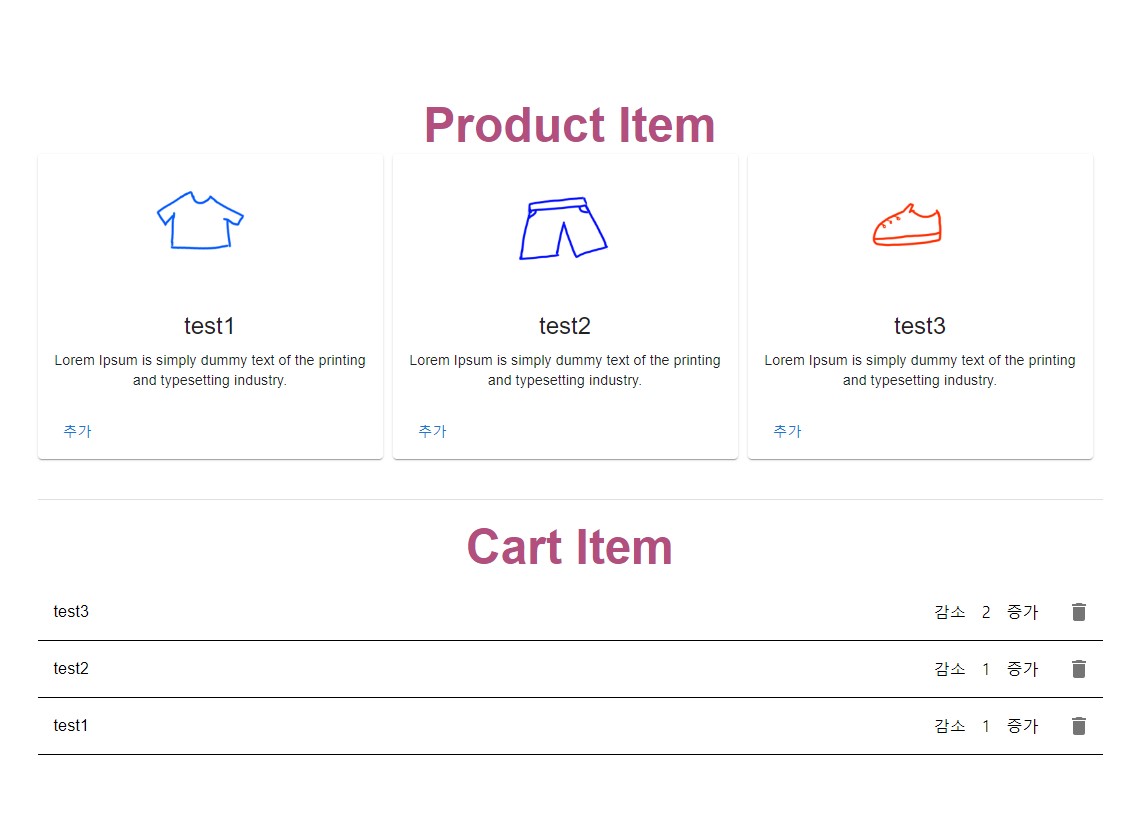 Product Item
test1
Lorem Ipsum is simply dummy text of the printing
and typesetting industry.
추가
test2
Lorem Ipsum is simply dummy text of the printing
and typesetting industry.
추가
test3
Lorem Ipsum is simply dummy text of the printing
and typesetting industry.
추가
Cart Item
test3 감소 2 증가
test2 감소 1 증가
test1 감소 1 증가